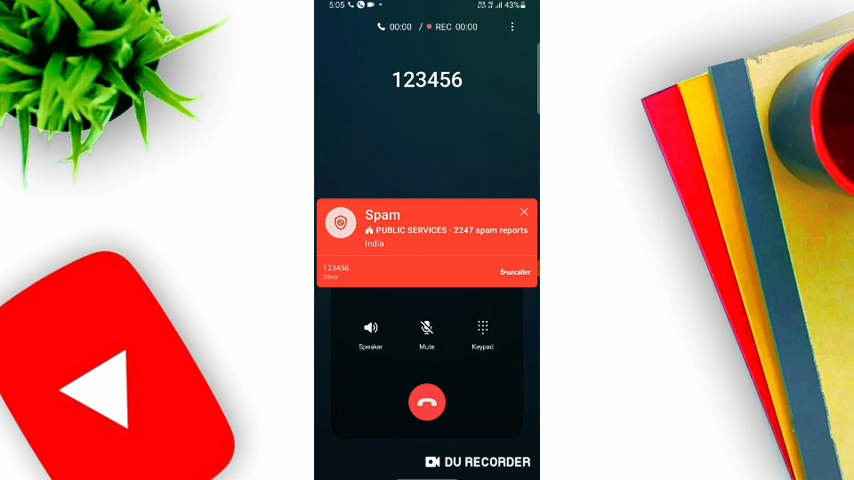 5:05
43%
00:00 / REC 00:00
123456
Spam
PUBLIC SERVICES · 2247 spam reports
India
123456
Other
truecaller
Speaker
Mute
Keypad
DU RECORDER